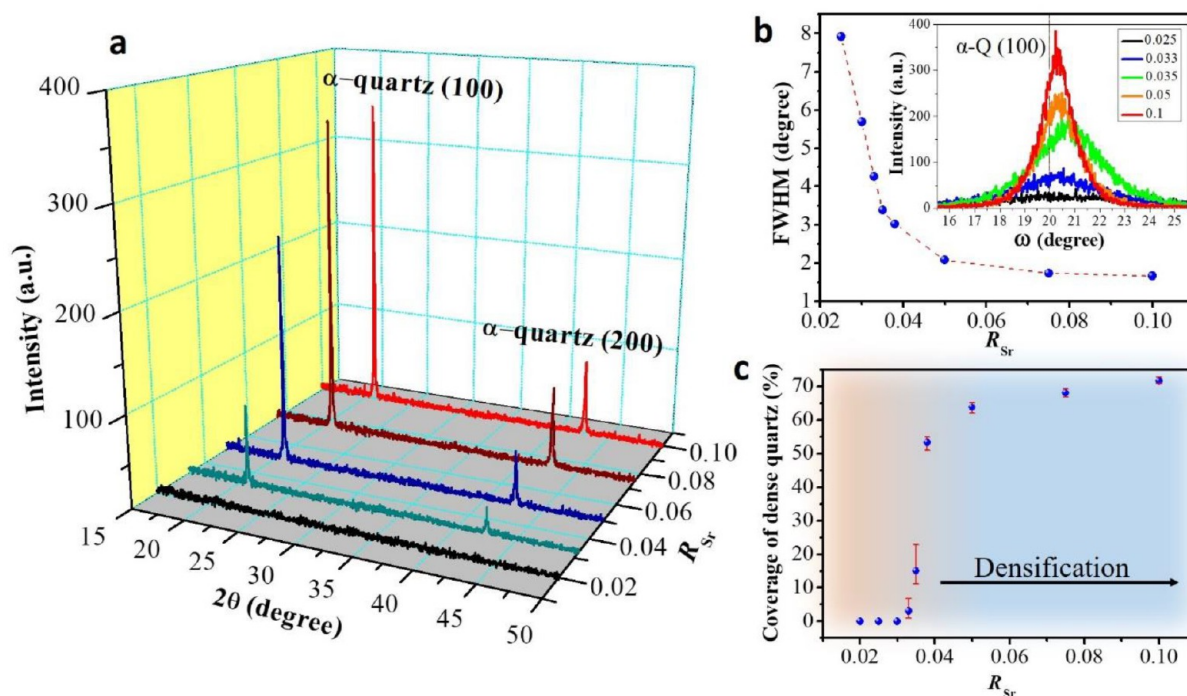 a
400
300
200
100
Intensity (a.u.)
α–quartz (100)
α–quartz (200)
15
20
25
30
35
40
45
50
2θ (degree)
0.02
0.04
0.06
0.08
0.10
R_Sr
b
8
7
6
5
4
3
2
1
FWHM (degree)
0.02 0.04 0.06 0.08 0.10
R_Sr
α-Q (100)
400
300
200
100
0
Intensity (a.u.)
0.025
0.033
0.035
0.05
0.1
16 17 18 19 20 21 22 23 24 25
ω (degree)
c
70
60
50
40
30
20
10
0
Coverage of dense quartz (%)
Densification
0.02 0.04 0.06 0.08 0.10
R_Sr